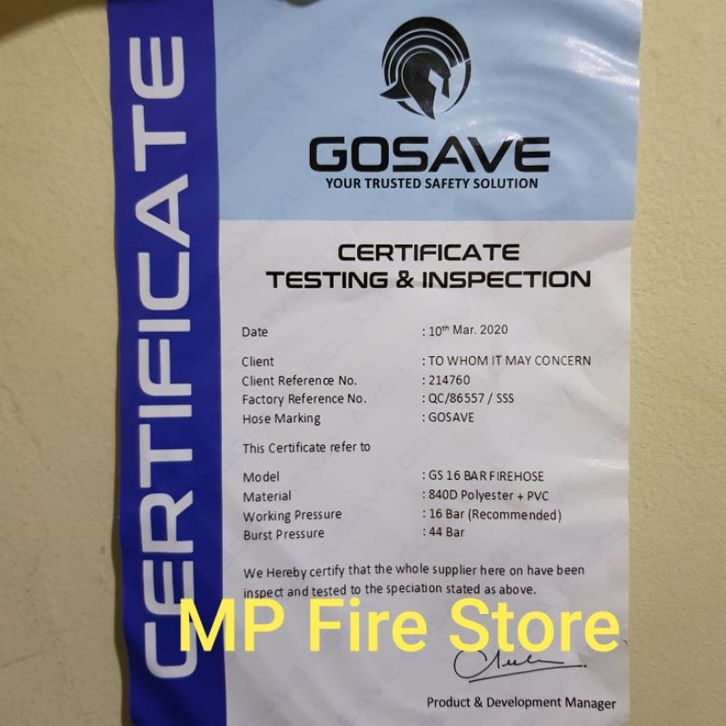 CERTIFICATE
GOSAVE
YOUR TRUSTED SAFETY SOLUTION
CERTIFICATE
TESTING & INSPECTION
Date : 10th Mar. 2020
Client : TO WHOM IT MAY CONCERN
Client Reference No. : 214760
Factory Reference No. : QC/86557 / SSS
Hose Marking : GOSAVE
This Certificate refer to
Model : GS 16 BAR FIREHOSE
Material : 840D Polyester + PVC
Working Pressure : 16 Bar (Recommended)
Burst Pressure : 44 Bar
We Hereby certify that the whole supplier here on have been
inspect and tested to the speciation stated as above.
MP Fire Store
Product & Development Manager